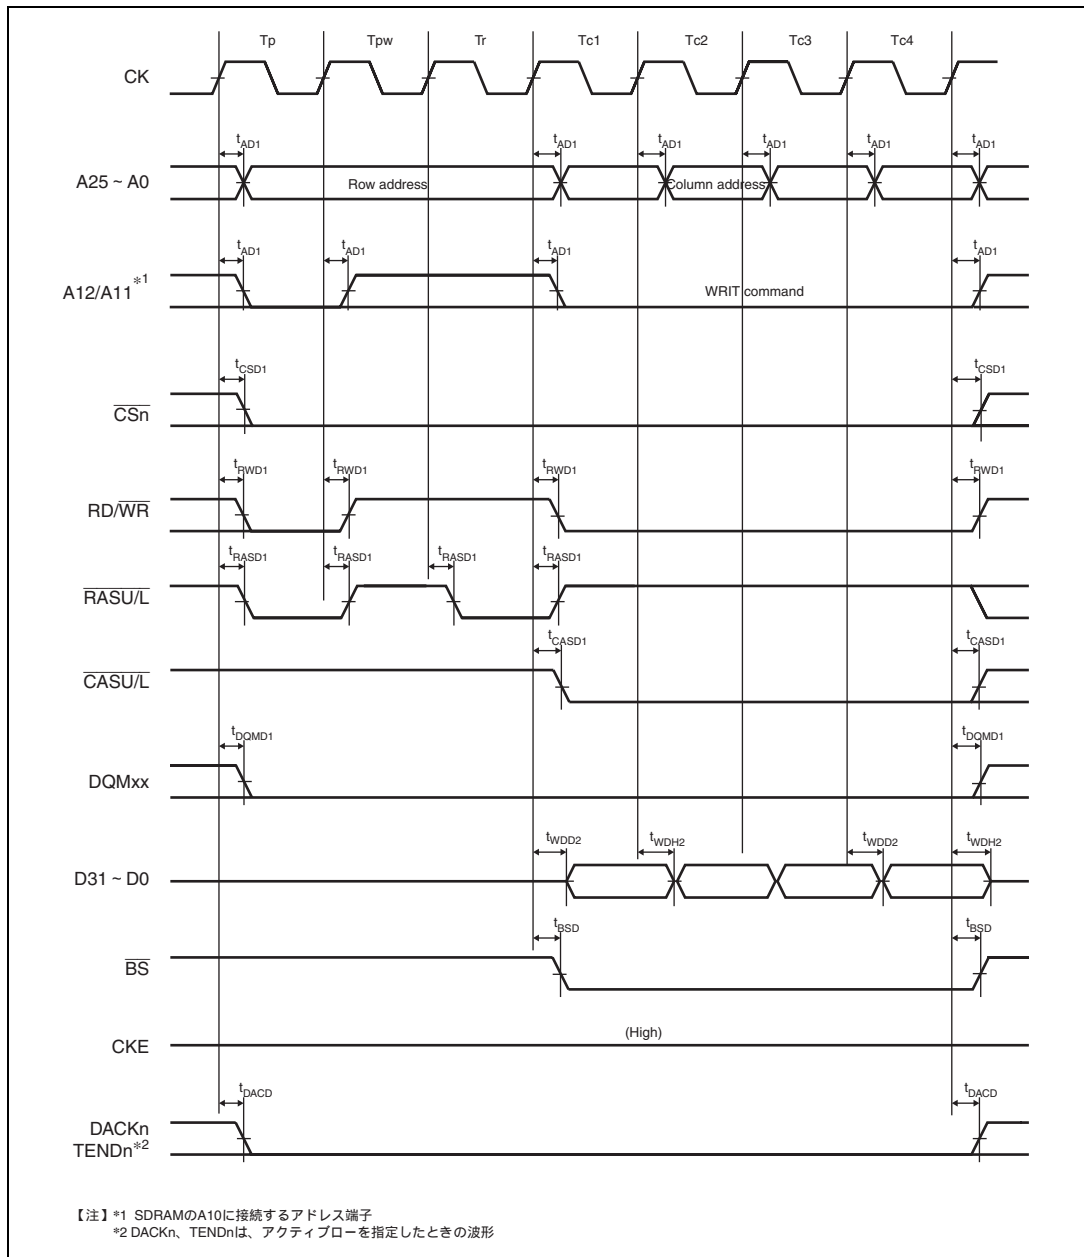 Tp Tpw Tr Tc1 Tc2 Tc3 Tc4
CK
tAD1 tAD1 tAD1 tAD1 tAD1 tAD1
A25 ~ A0 Row address Column address
tAD1 tAD1 tAD1 tAD1
A12/A11*1 WRIT command
tCSD1 tCSD1
CSn
tRWD1 tRWD1 tRWD1 tRWD1
RD/WR
tRASD1 tRASD1 tRASD1 tRASD1
RASU/L
tCASD1 tCASD1
CASU/L
tDQMD1 tDQMD1
DQMxx
tWDD2 tWDH2 tWDD2 tWDH2
D31 ~ D0
tBSD tBSD
BS
(High)
CKE
tDACD tDACD
DACKn
TENDn*2
【注】*1 SDRAMのA10に接続するアドレス端子
*2 DACKn、TENDnは、アクティブローを指定したときの波形